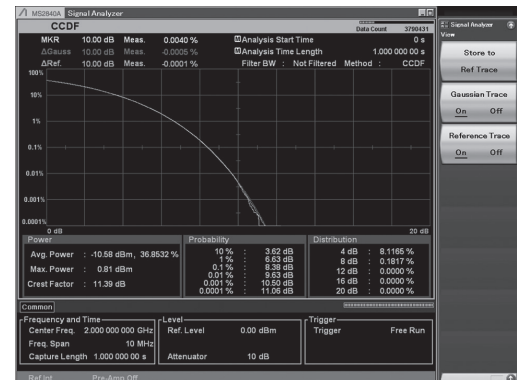 MS2840A Signal Analyzer
CCDF
Data Count 3790431
MKR 10.00 dB Meas. 0.0040 % Analysis Start Time 0 s
ΔGauss 10.00 dB Meas. -0.0005 % Analysis Time Length 1.000 000 00 s
ΔRef. 10.00 dB Meas. -0.0001 % Filter BW : Not Filtered Method : CCDF
100%
10%
1%
0.1%
0.01%
0.001%
0.0001%
0 dB 20 dB
Power
Avg. Power : -10.58 dBm, 36.8532 %
Max. Power : 0.81 dBm
Crest Factor : 11.39 dB
Probability
10 % : 3.62 dB
1 % : 6.63 dB
0.1 % : 8.38 dB
0.01 % : 9.63 dB
0.001 % : 10.50 dB
0.0001 % : 11.06 dB
Distribution
4 dB : 8.1165 %
8 dB : 0.1817 %
12 dB : 0.0000 %
16 dB : 0.0000 %
20 dB : 0.0000 %
Common
Frequency and Time
Center Freq. 2.000 000 000 GHz
Freq. Span 10 MHz
Capture Length 1.000 000 00 s
Level
Ref. Level 0.00 dBm
Attenuator 10 dB
Trigger
Trigger Free Run
Ref.Int Pre-Amp Off
Signal Analyzer
View
Store to
Ref Trace
Gaussian Trace
On Off
Reference Trace
On Off